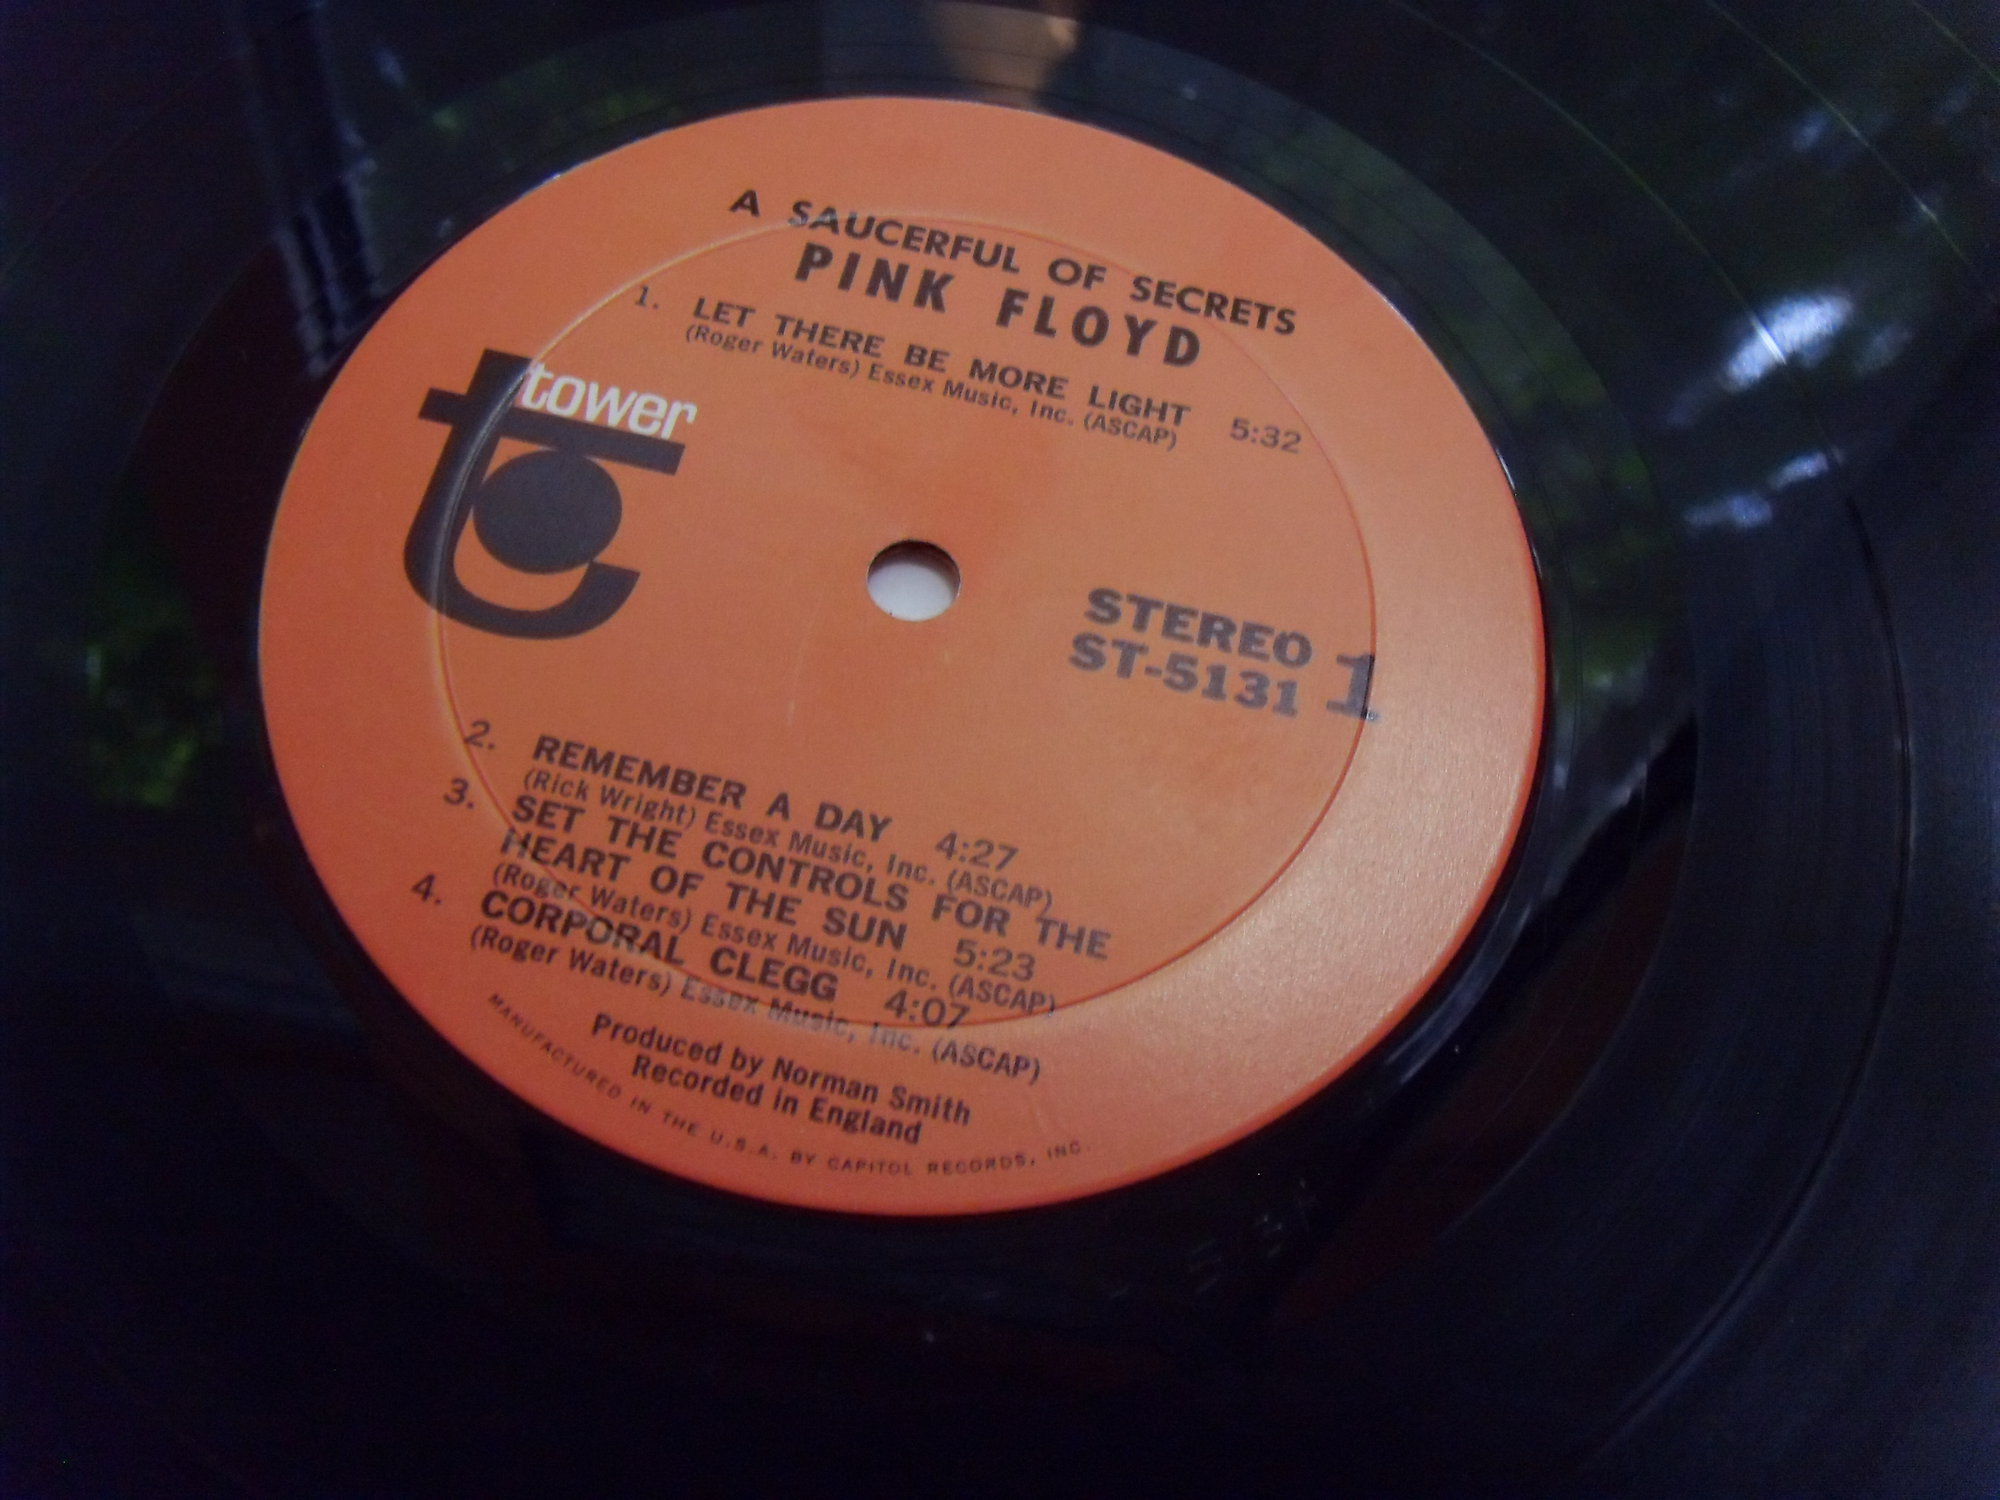 A SAUCERFUL OF SECRETS
PINK FLOYD
1. LET THERE BE MORE LIGHT 5:32
(Roger Waters) Essex Music, Inc. (ASCAP)
tower
STEREO
ST-5131
1
2. REMEMBER A DAY 4:27
(Rick Wright) Essex Music, Inc. (ASCAP)
3. SET THE CONTROLS FOR THE
HEART OF THE SUN 5:23
(Roger Waters) Essex Music, Inc. (ASCAP)
4. CORPORAL CLEGG 4:07
(Roger Waters) Essex Music, Inc. (ASCAP)
Produced by Norman Smith
Recorded in England
MANUFACTURED IN THE U.S.A. BY CAPITOL RECORDS, INC.